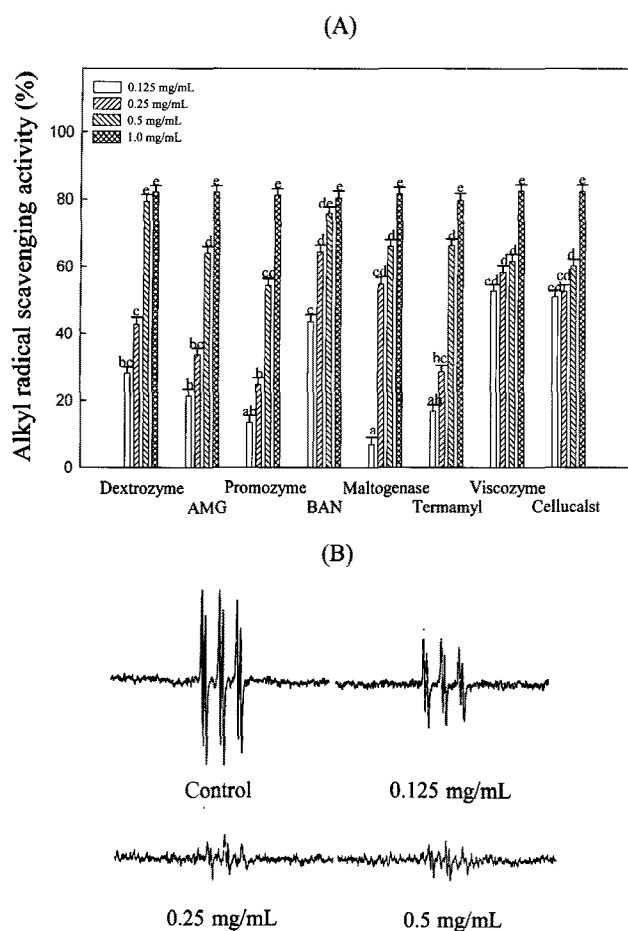 (A)
Alkyl radical scavenging activity (%)
0.125 mg/mL
0.25 mg/mL
0.5 mg/mL
1.0 mg/mL
100
80
60
40
20
0
bc c e e
b bc d e
ab b cd e
c d de e
a cd d e
ab bc d e
cd d d e
cd cd d e
Dextrozyme
AMG
Promozyme
BAN
Maltogenase
Termamyl
Viscozyme
Cellucalst
(B)
Control
0.125 mg/mL
0.25 mg/mL
0.5 mg/mL